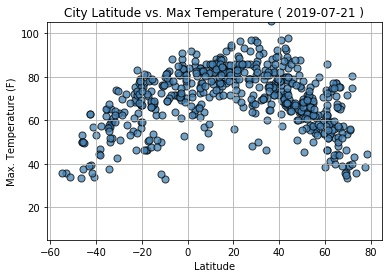 City Latitude vs. Max Temperature ( 2019-07-21 )
100
80
60
40
20
Max. Temperature (F)
−60 −40 −20 0 20 40 60 80
Latitude